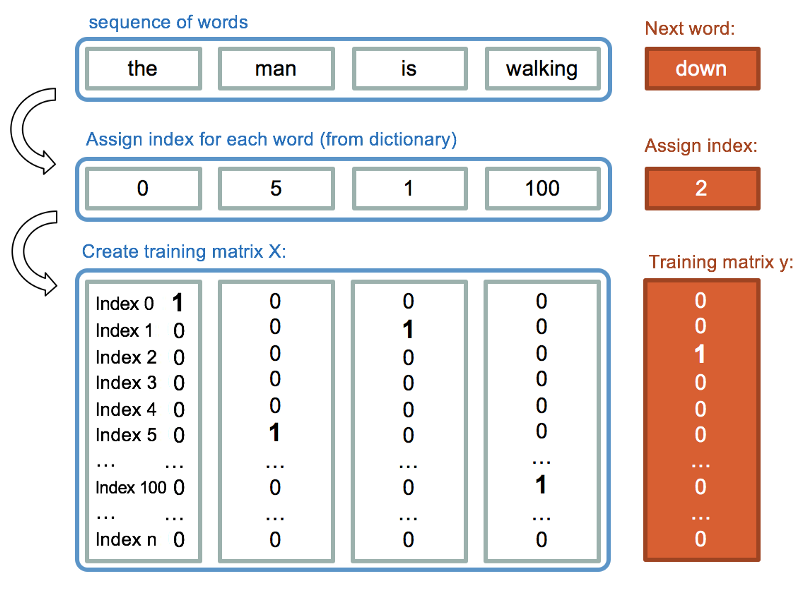 sequence of words
Next word:
the man is walking
down
Assign index for each word (from dictionary)
Assign index:
0 5 1 100
2
Create training matrix X:
Training matrix y:
Index 0 1 0 0 0 0
Index 1 0 0 1 0 0
Index 2 0 0 0 0 1
Index 3 0 0 0 0 0
Index 4 0 0 0 0 0
Index 5 0 1 0 0 0
... ... ... ... ... ...
Index 100 0 0 0 1 0
... ... ... ... ... ...
Index n 0 0 0 0 0